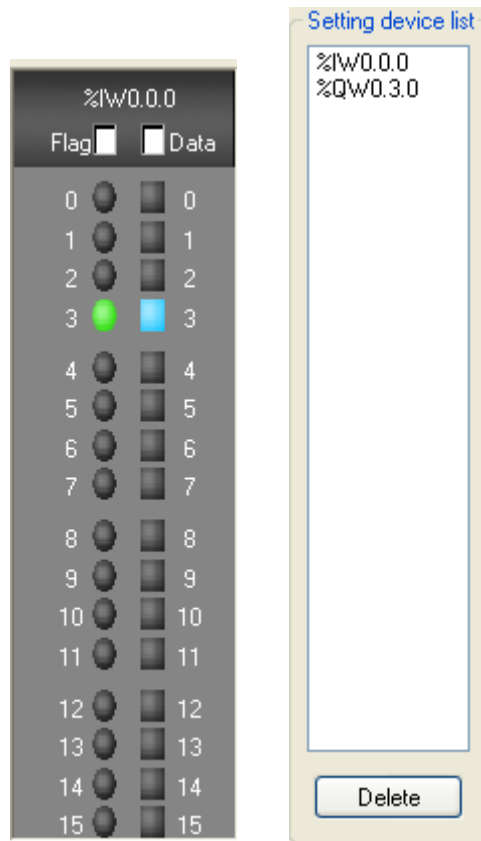 %IW0.0.0
Flag Data
0 0
1 1
2 2
3 3
4 4
5 5
6 6
7 7
8 8
9 9
10 10
11 11
12 12
13 13
14 14
15 15
Setting device list
%IW0.0.0
%QW0.3.0
Delete